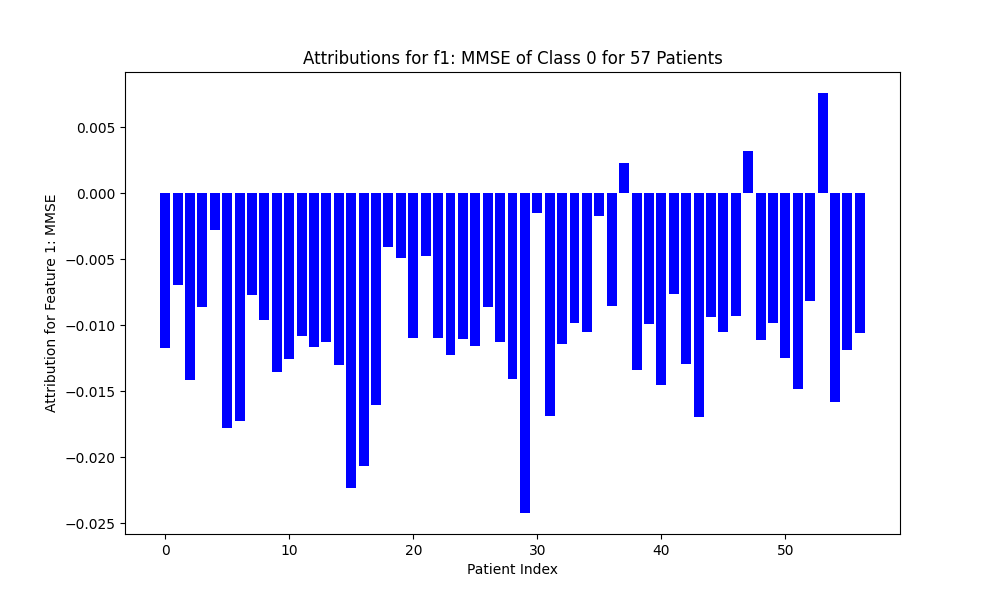 Attributions for f1: MMSE of Class 0 for 57 Patients
Attribution for Feature 1: MMSE
0.005
0.000
−0.005
−0.010
−0.015
−0.020
−0.025
0 10 20 30 40 50
Patient Index